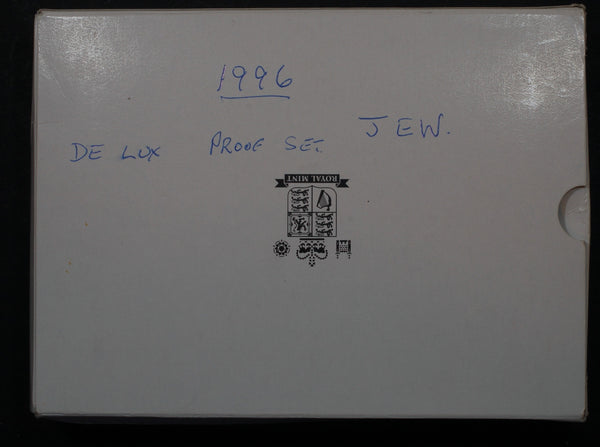 1996
DE LUX PROOF SET JEW.
ROYAL MINT